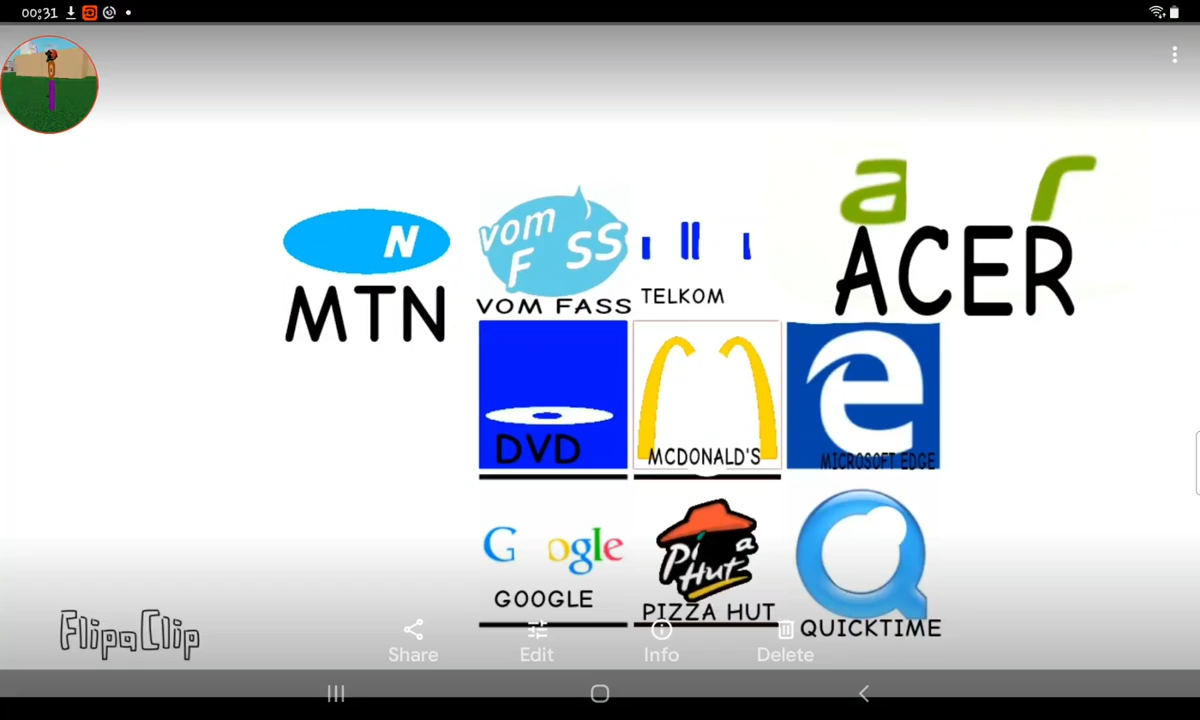 00:31
N
MTN
vom
F SS
VOM FASS
TELKOM
a r
ACER
DVD
MCDONALD'S
e
MICROSOFT EDGE
G ogle
GOOGLE
Pi a
Hut
PIZZA HUT
QUICKTIME
FlipaClip
Share
Edit
Info
Delete